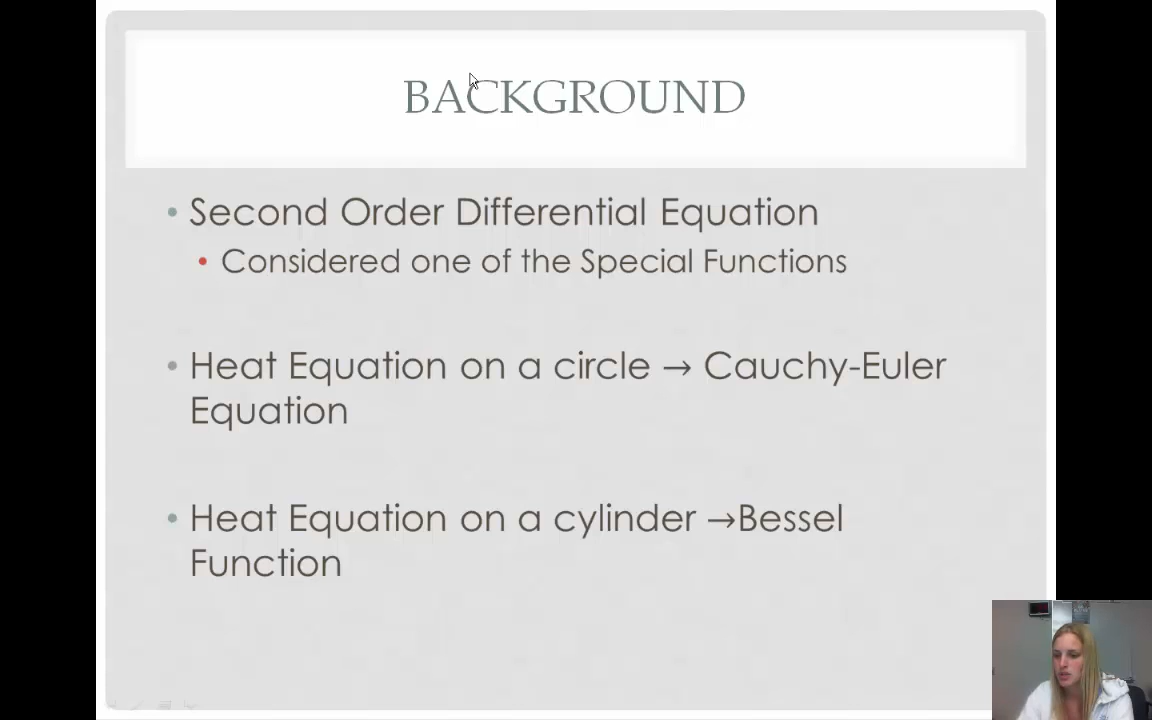 BACKGROUND
• Second Order Differential Equation
• Considered one of the Special Functions
• Heat Equation on a circle → Cauchy-Euler
Equation
• Heat Equation on a cylinder →Bessel
Function